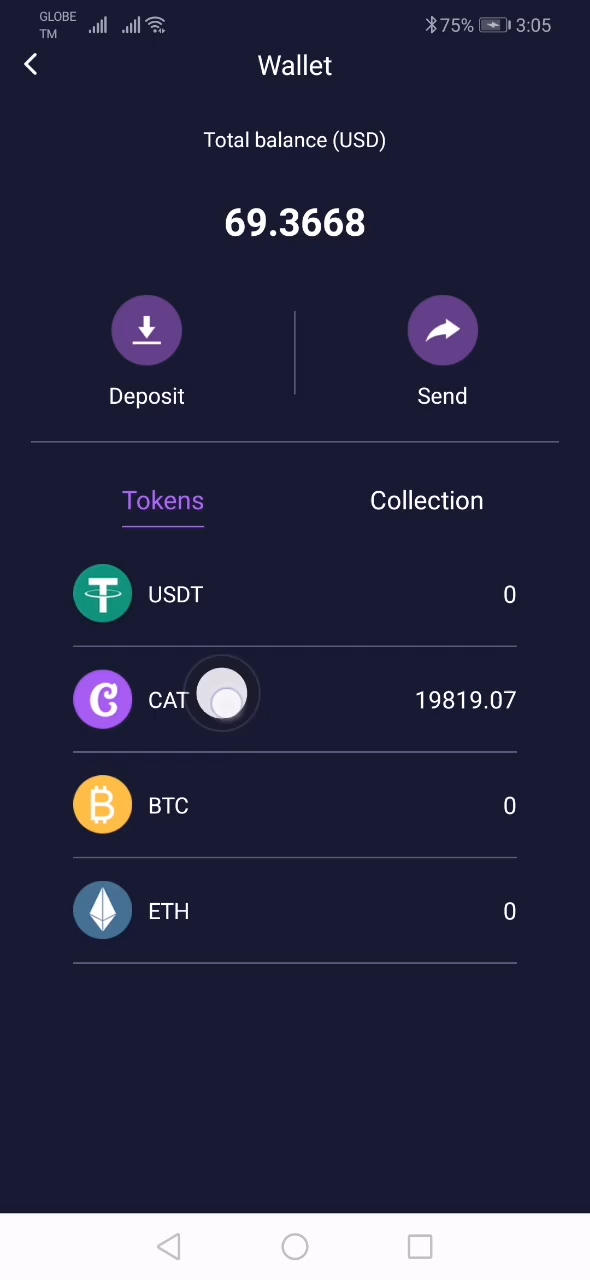 GLOBE
TM
75% 3:05
Wallet
Total balance (USD)
69.3668
Deposit
Send
Tokens
Collection
USDT 0
CAT 19819.07
BTC 0
ETH 0